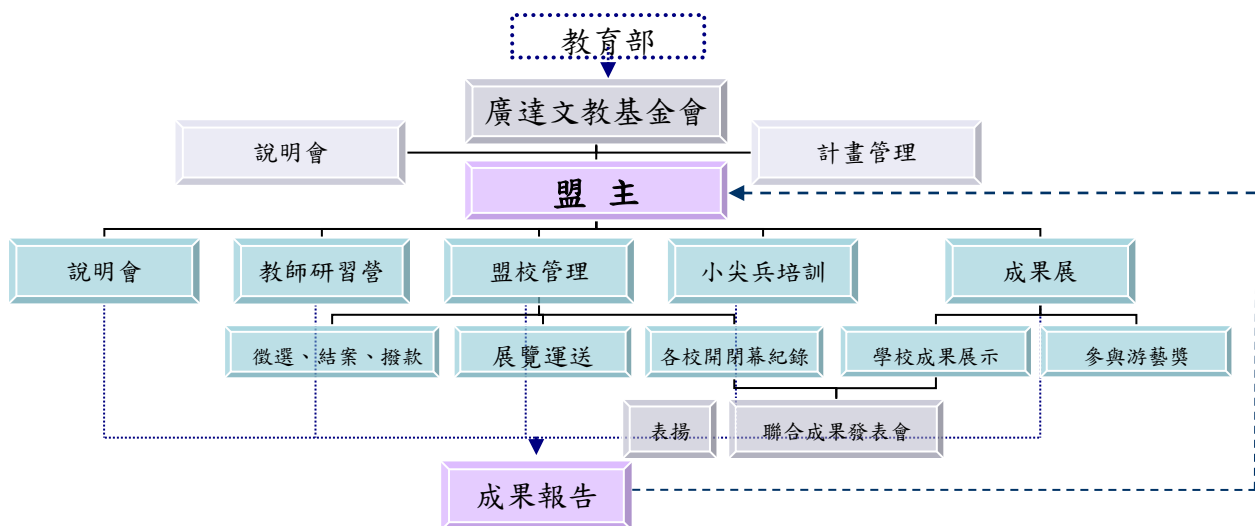 教育部
廣達文教基金會
說明會
計畫管理
盟 主
說明會
教師研習營
盟校管理
小尖兵培訓
成果展
徵選、結案、撥款
展覽運送
各校開閉幕紀錄
學校成果展示
參與游藝獎
表揚
聯合成果發表會
成果報告